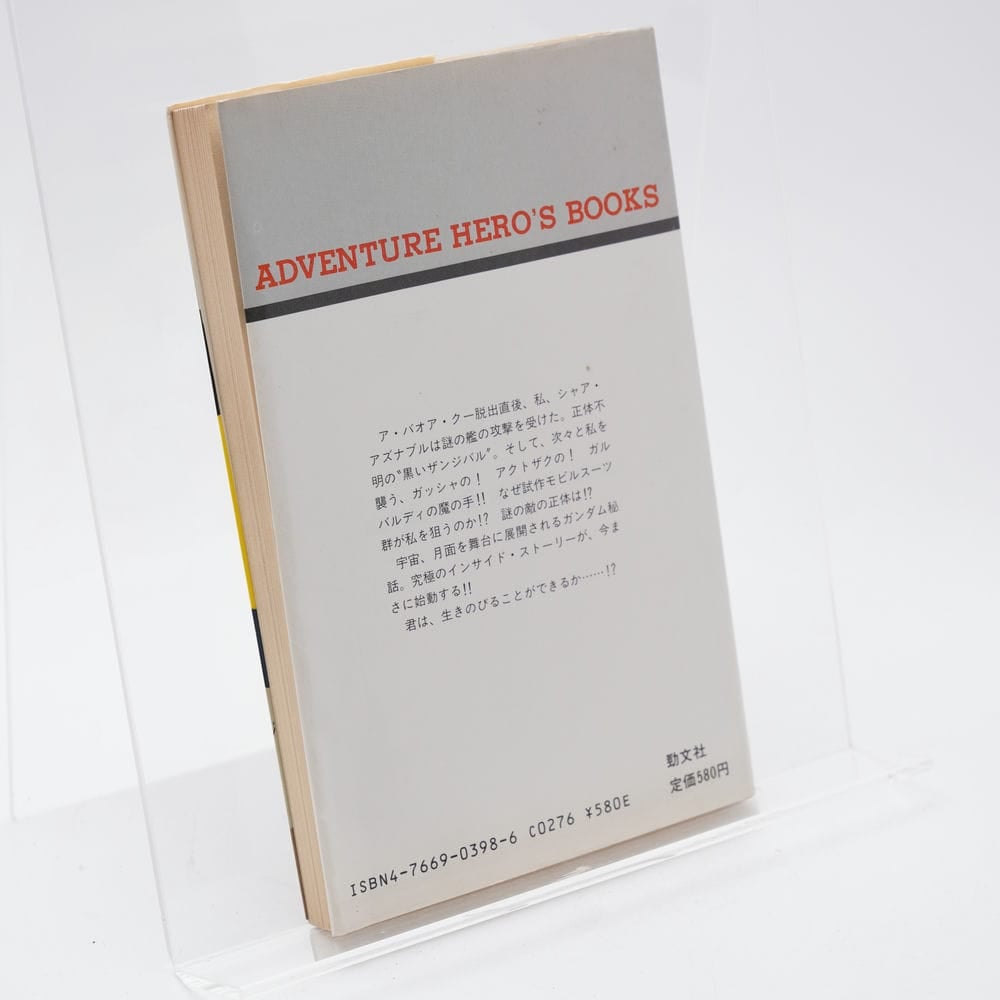 ADVENTURE HERO'S BOOKS
ア・バオア・クー脱出直後、私、シャア・
アズナブルは謎の艦の攻撃を受けた。正体不
明の〝黒いザンジバル〟。そして、次々と私を
襲う、ガッシャの！ アクトザクの！ ガル
バルディの魔の手!! なぜ試作モビルスーツ
群が私を狙うのか!? 謎の敵の正体は!?
宇宙、月面を舞台に展開されるガンダム秘
話。究極のインサイド・ストーリーが、今ま
さに始動する!!
君は、生きのびることができるか……!?
勁文社
定価580円
ISBN4-7669-0398-6 C0276 ¥580E